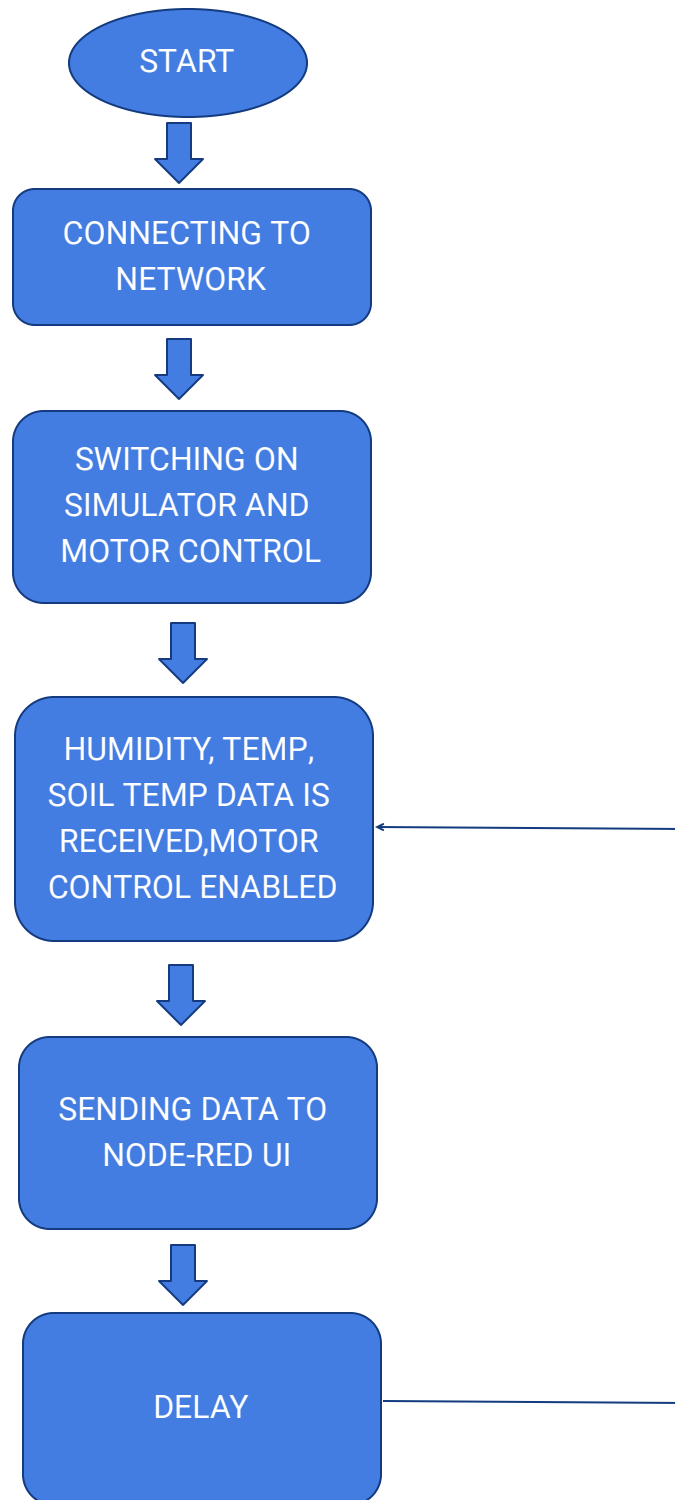 START
CONNECTING TO
NETWORK
SWITCHING ON
SIMULATOR AND
MOTOR CONTROL
HUMIDITY, TEMP,
SOIL TEMP DATA IS
RECEIVED,MOTOR
CONTROL ENABLED
SENDING DATA TO
NODE-RED UI
DELAY